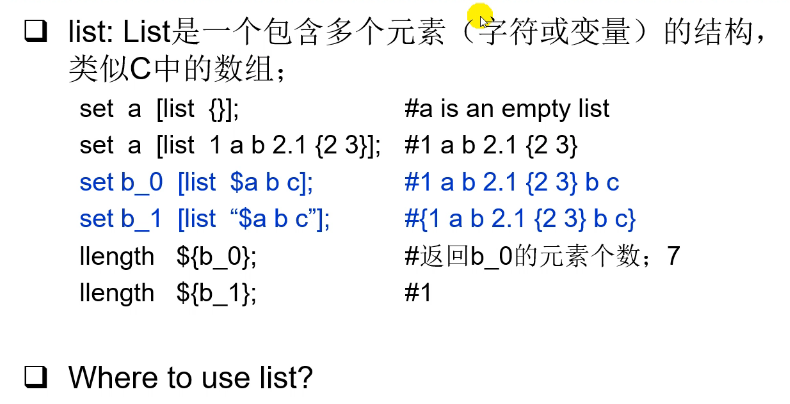 list: List是一个包含多个元素（字符或变量）的结构，
类似C中的数组；
set a [list {}]; #a is an empty list
set a [list 1 a b 2.1 {2 3}]; #1 a b 2.1 {2 3}
set b_0 [list $a b c]; #1 a b 2.1 {2 3} b c
set b_1 [list “$a b c”]; #{1 a b 2.1 {2 3} b c}
llength ${b_0}; #返回b_0的元素个数；7
llength ${b_1}; #1
Where to use list?